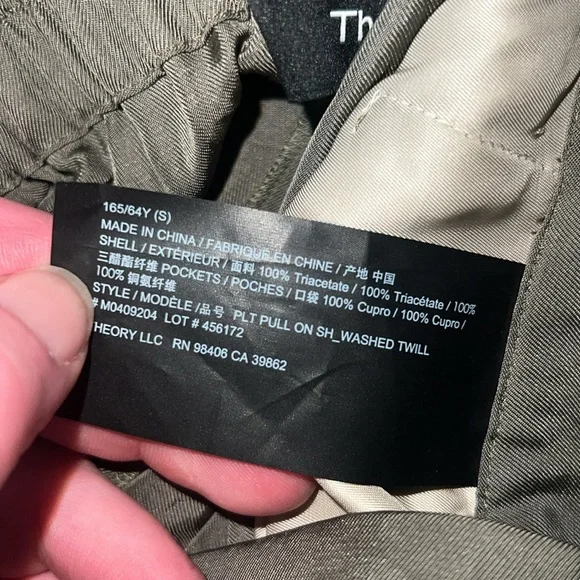 Th
165/64Y (S)
MADE IN CHINA / FABRIQUE EN CHINE / 产地 中国
SHELL / EXTÉRIEUR / 面料 100% Triacetate / 100% Triacétate / 100%
三醋酯纤维 POCKETS / POCHES / 口袋 100% Cupro / 100% Cupro /
100% 铜氨纤维
STYLE / MODÈLE /品号 PLT PULL ON SH_WASHED TWILL
# M0409204 LOT # 456172
THEORY LLC RN 98406 CA 39862